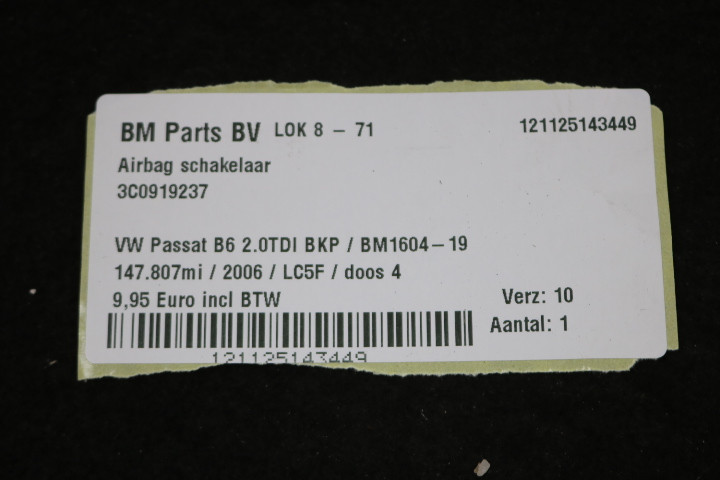 BM Parts BV LOK 8 - 71 121125143449
Airbag schakelaar
3C0919237
VW Passat B6 2.0TDI BKP / BM1604-19
147.807mi / 2006 / LC5F / doos 4
9,95 Euro incl BTW Verz: 10
Aantal: 1
121125143449